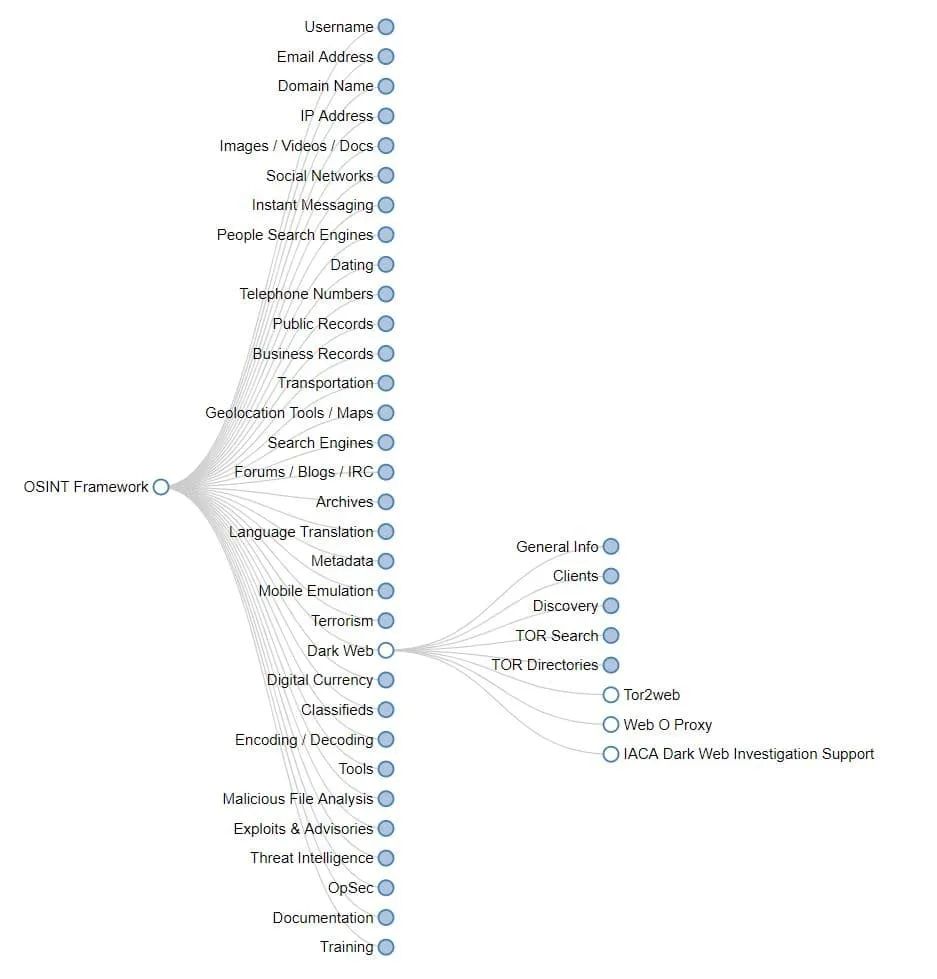 Username
Email Address
Domain Name
IP Address
Images / Videos / Docs
Social Networks
Instant Messaging
People Search Engines
Dating
Telephone Numbers
Public Records
Business Records
Transportation
Geolocation Tools / Maps
Search Engines
Forums / Blogs / IRC
OSINT Framework
Archives
Language Translation
Metadata
Mobile Emulation
Terrorism
Dark Web
Digital Currency
Classifieds
Encoding / Decoding
Tools
Malicious File Analysis
Exploits & Advisories
Threat Intelligence
OpSec
Documentation
Training
General Info
Clients
Discovery
TOR Search
TOR Directories
Tor2web
Web O Proxy
IACA Dark Web Investigation Support